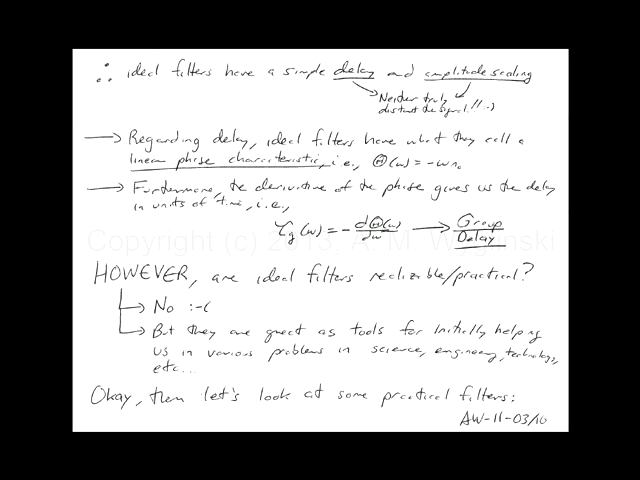 ∴ ideal filters have a simple delay and amplitude scaling
→ Neither truly
distort the signal!! :-)
→ Regarding delay, ideal filters have what they call a
linear phase characteristic, i.e., Θ(ω) = -ωn₀
→ Furthermore, the derivative of the phase gives us the delay
in units of time, i.e.,
τg(ω) = - dΘ(ω)/dω → Group
Delay
Copyright (c) 2013, A. M. Wyglinski
HOWEVER, are ideal filters realizable/practical?
→ No :-(
→ But they are great as tools for initially helping
us in various problems in science, engineering, technology,
etc...
Okay, then let's look at some practical filters:
AW-11-03/10